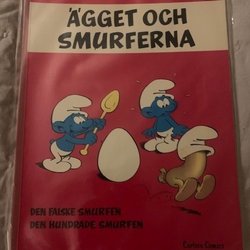 ÄGGET OCH
SMURFERNA
DEN FALSKE SMURFEN
DEN HUNDRADE SMURFEN